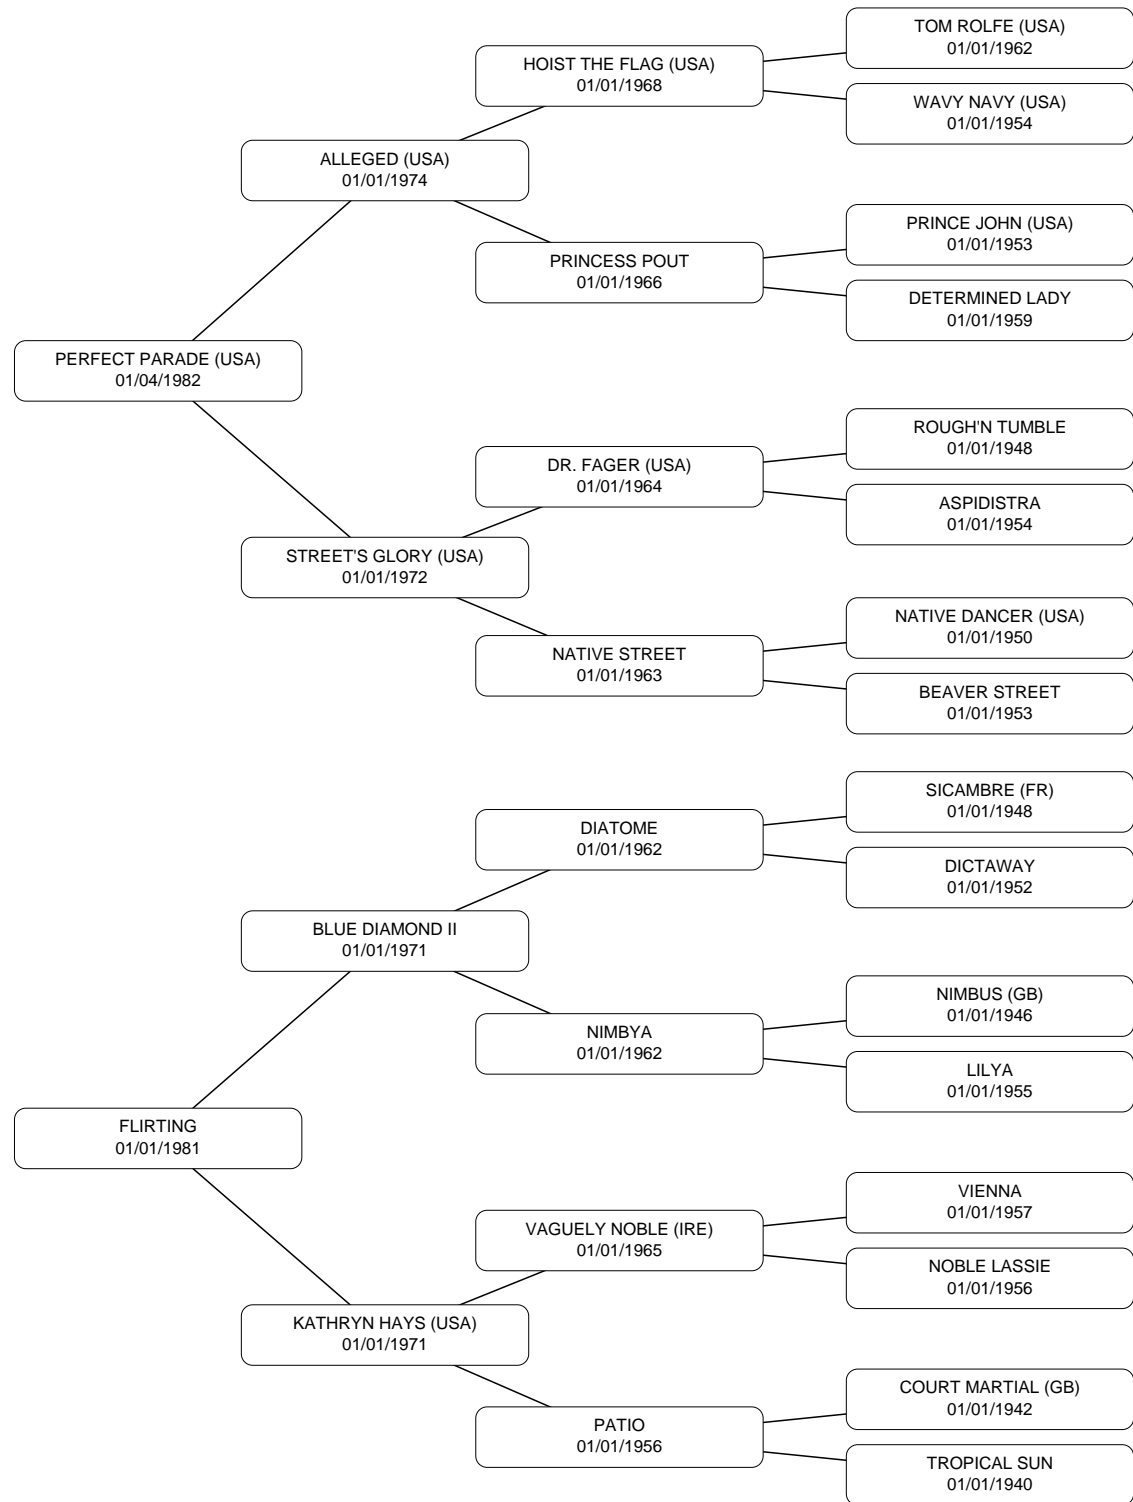 TOM ROLFE (USA)
01/01/1962
HOIST THE FLAG (USA)
01/01/1968
WAVY NAVY (USA)
01/01/1954
ALLEGED (USA)
01/01/1974
PRINCE JOHN (USA)
01/01/1953
PRINCESS POUT
01/01/1966
DETERMINED LADY
01/01/1959
PERFECT PARADE (USA)
01/04/1982
ROUGH'N TUMBLE
01/01/1948
DR. FAGER (USA)
01/01/1964
ASPIDISTRA
01/01/1954
STREET'S GLORY (USA)
01/01/1972
NATIVE DANCER (USA)
01/01/1950
NATIVE STREET
01/01/1963
BEAVER STREET
01/01/1953
SICAMBRE (FR)
01/01/1948
DIATOME
01/01/1962
DICTAWAY
01/01/1952
BLUE DIAMOND II
01/01/1971
NIMBUS (GB)
01/01/1946
NIMBYA
01/01/1962
LILYA
01/01/1955
FLIRTING
01/01/1981
VIENNA
01/01/1957
VAGUELY NOBLE (IRE)
01/01/1965
NOBLE LASSIE
01/01/1956
KATHRYN HAYS (USA)
01/01/1971
COURT MARTIAL (GB)
01/01/1942
PATIO
01/01/1956
TROPICAL SUN
01/01/1940